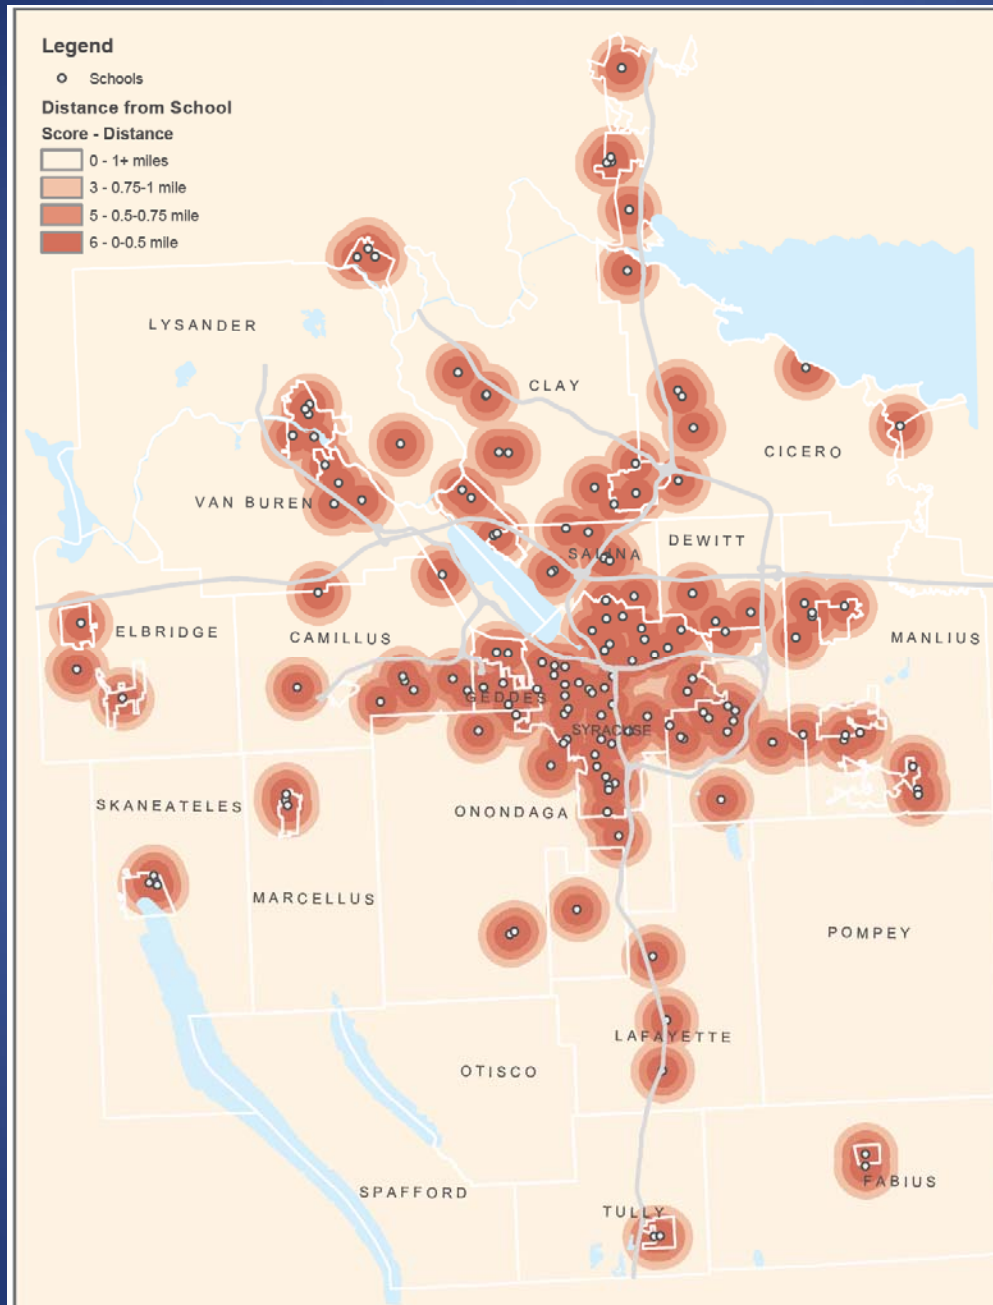 Legend
Schools
Distance from School
Score - Distance
0 - 1+ miles
3 - 0.75-1 mile
5 - 0.5-0.75 mile
6 - 0-0.5 mile
LYSANDER
CLAY
CICERO
VAN BUREN
DEWITT
SALINA
ELBRIDGE
CAMILLUS
MANLIUS
GEDDES
SYRACUSE
SKANEATELES
ONONDAGA
MARCELLUS
POMPEY
LAFAYETTE
OTISCO
FABIUS
SPAFFORD
TULLY